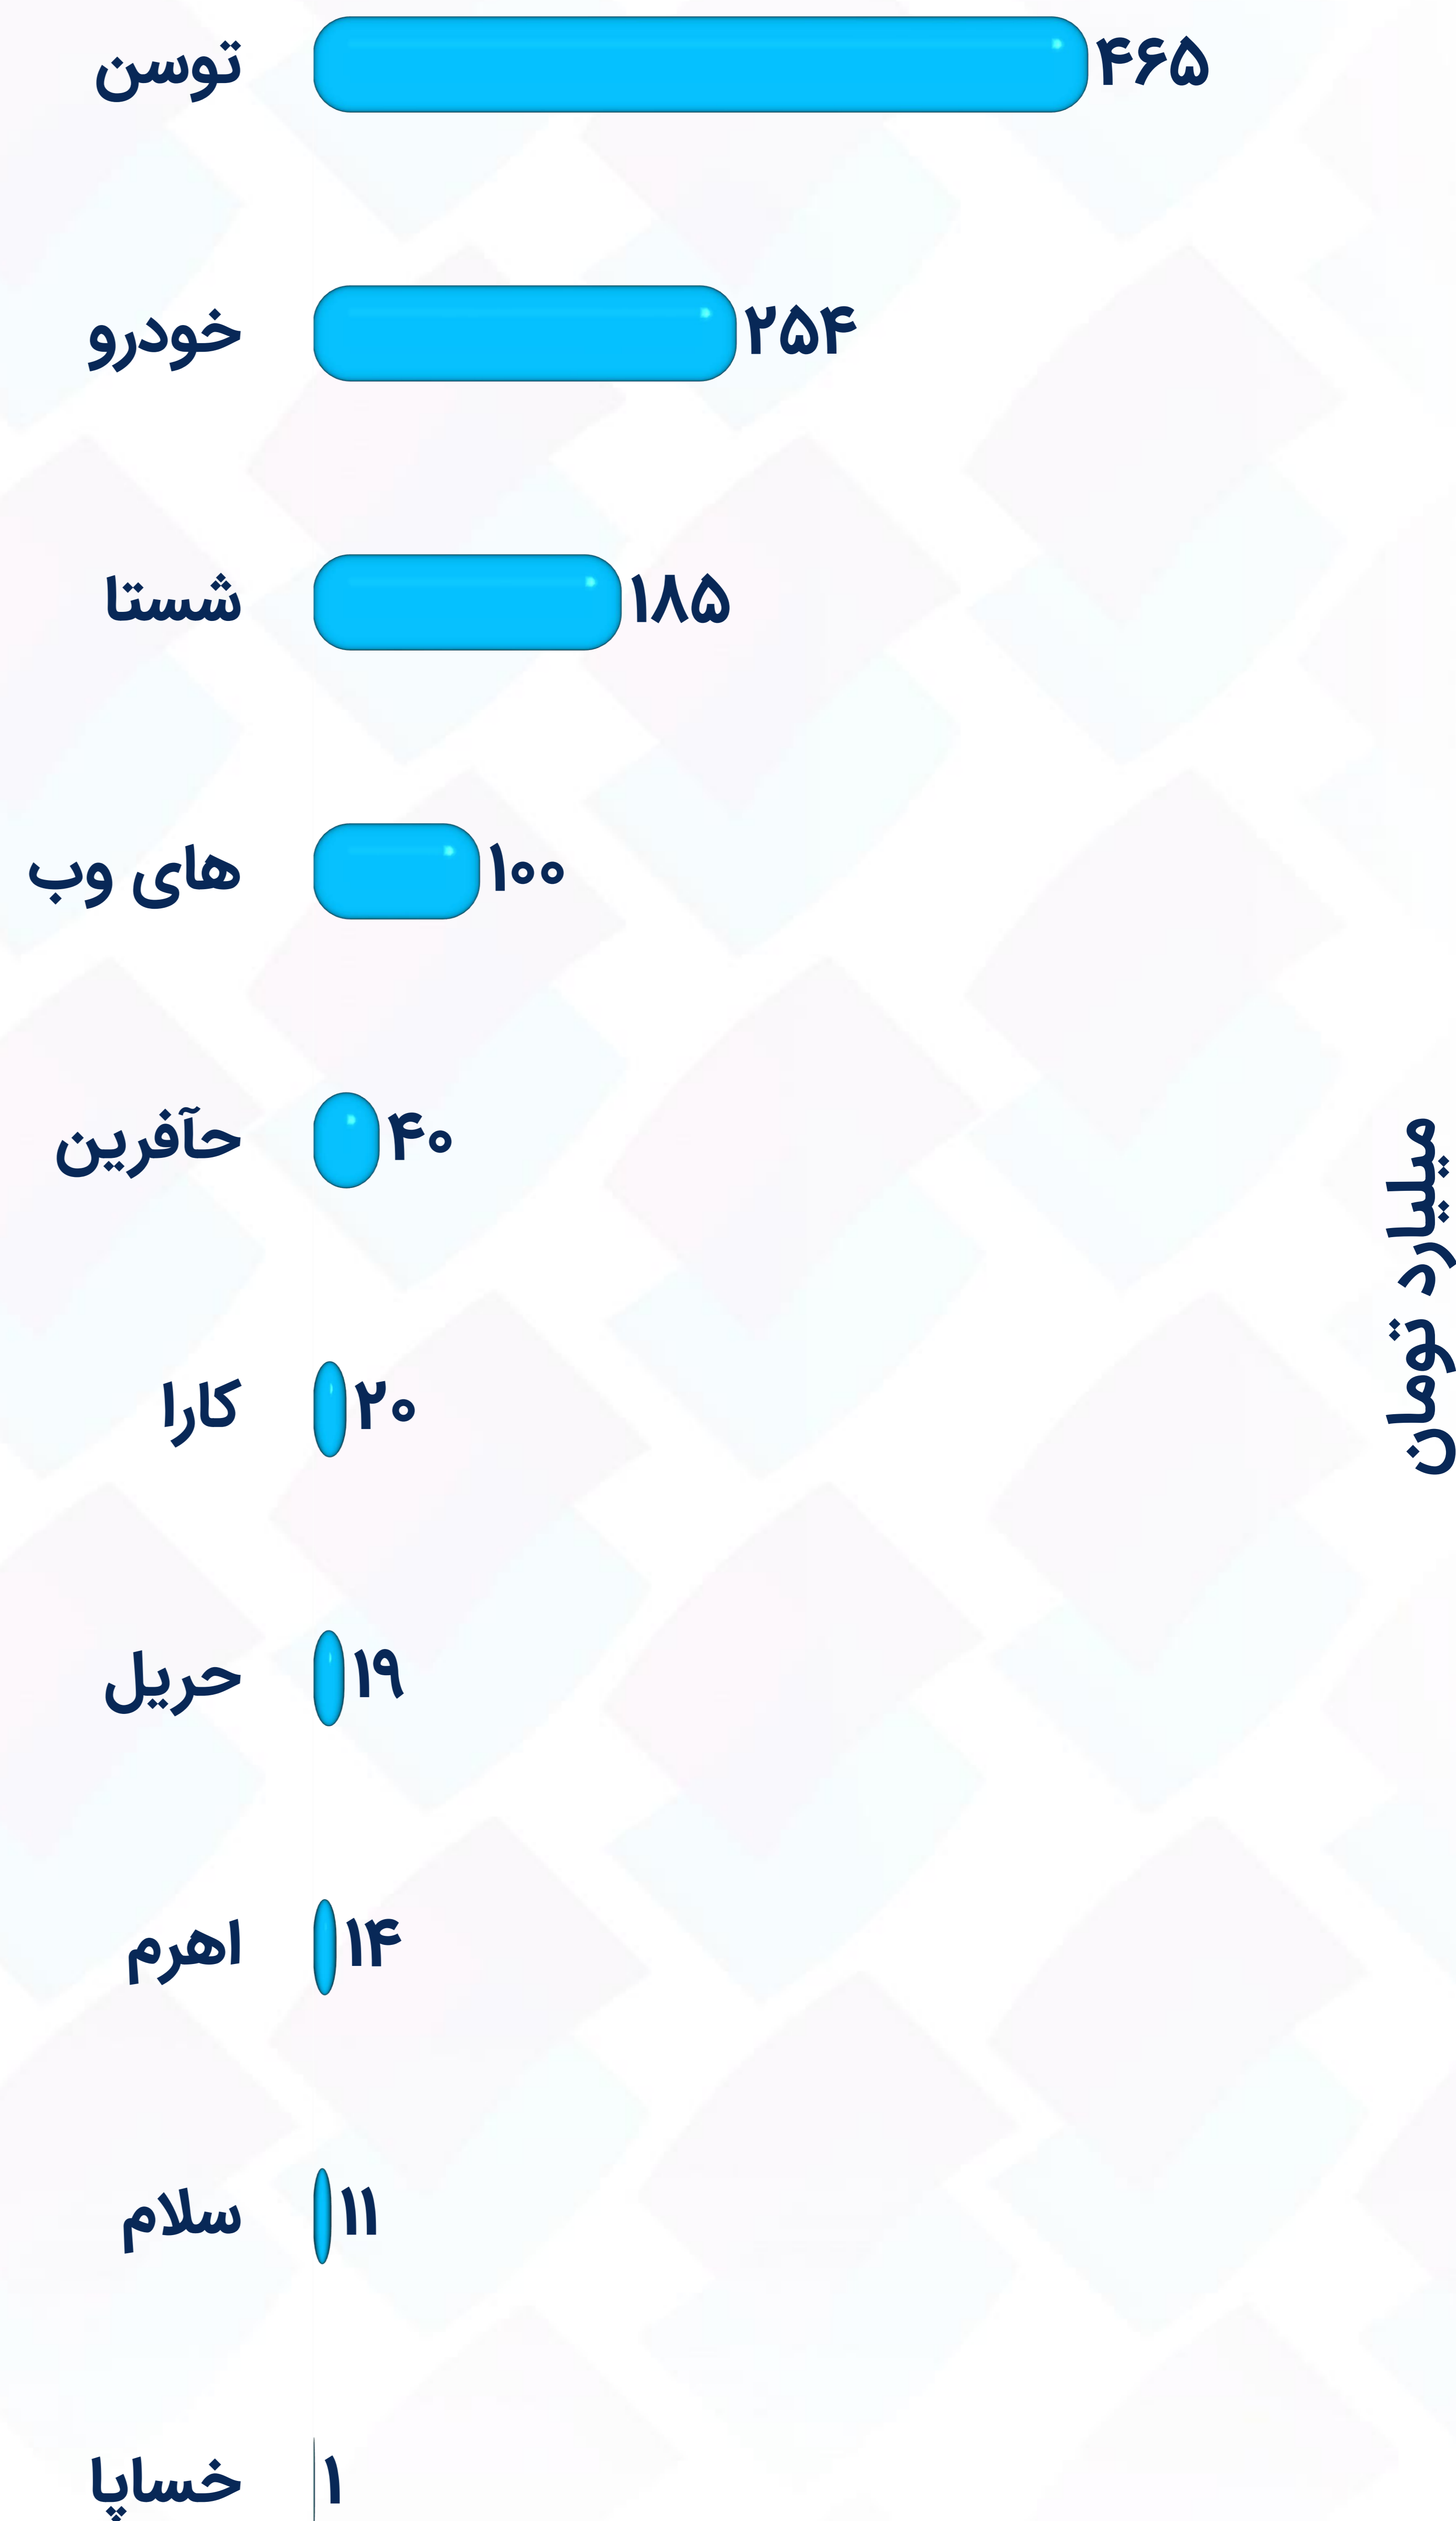 توسن ۴۶۵
خودرو ۲۵۴
شستا ۱۸۵
های وب ۱۰۰
حآفرین ۴۰
کارا ۲۰
حریل ۱۹
اهرم ۱۴
سلام ۱۱
خساپا ۱
میلیارد تومان